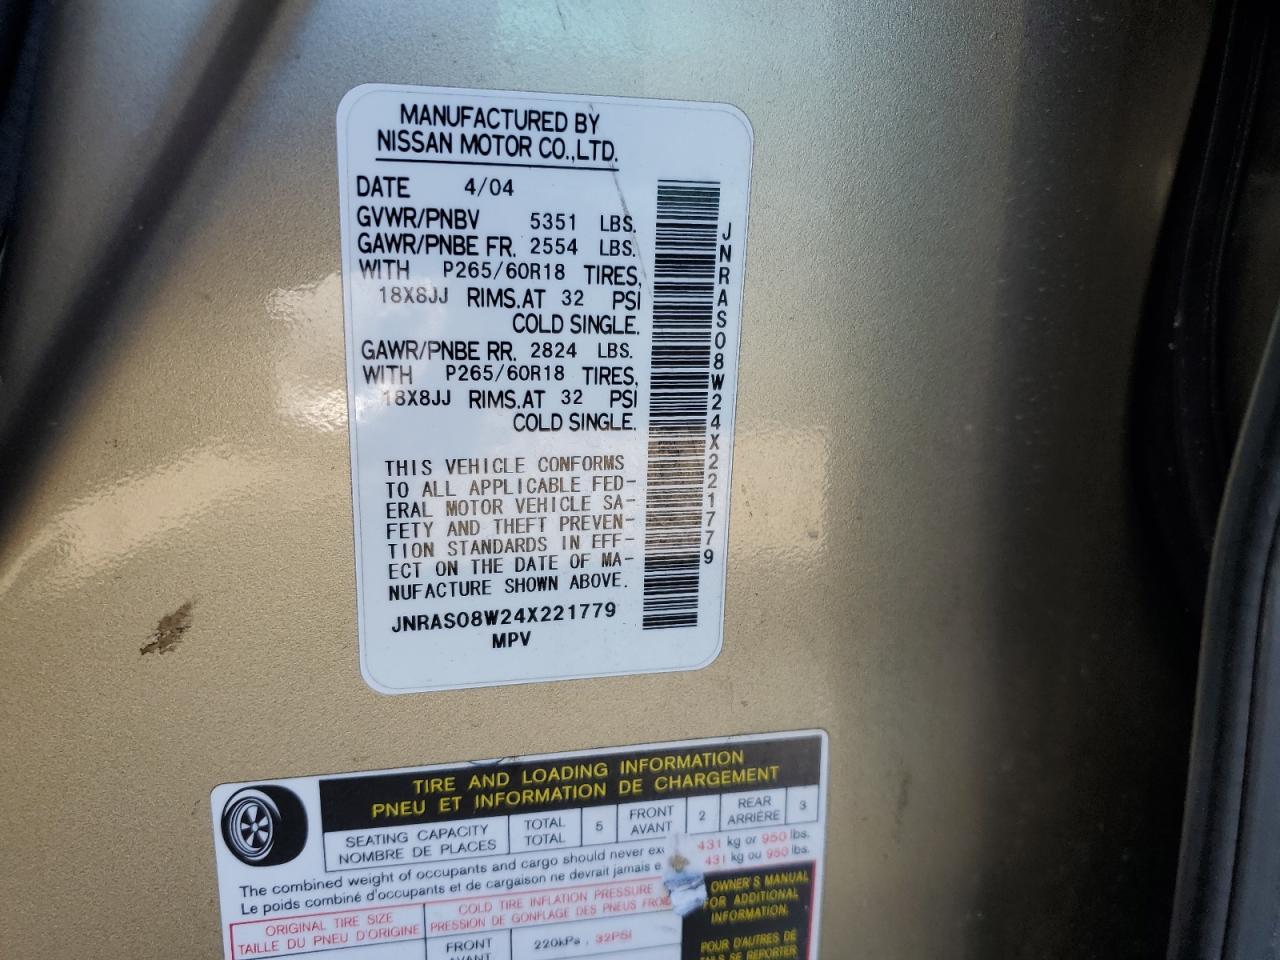 MANUFACTURED BY
NISSAN MOTOR CO.,LTD.
DATE 4/04
GVWR/PNBV 5351 LBS.
GAWR/PNBE FR. 2554 LBS.
WITH P265/60R18 TIRES,
18X8JJ RIMS.AT 32 PSI
COLD SINGLE.
GAWR/PNBE RR. 2824 LBS.
WITH P265/60R18 TIRES,
18X8JJ RIMS.AT 32 PSI
COLD SINGLE.
THIS VEHICLE CONFORMS
TO ALL APPLICABLE FED-
ERAL MOTOR VEHICLE SA-
FETY AND THEFT PREVEN-
TION STANDARDS IN EFF-
ECT ON THE DATE OF MA-
NUFACTURE SHOWN ABOVE.
JNRAS08W24X221779
MPV
JNRAS08W24X221779
TIRE AND LOADING INFORMATION
PNEU ET INFORMATION DE CHARGEMENT
SEATING CAPACITY
NOMBRE DE PLACES
TOTAL
TOTAL
5
FRONT
AVANT
2
REAR
ARRIÈRE
3
The combined weight of occupants and cargo should never 431 kg or 950 lbs.
Le poids combiné d'occupants et de cargaison ne devrait jamais 431 kg ou 950 lbs.
ORIGINAL TIRE SIZE
TAILLE DU PNEU D'ORIGINE
COLD TIRE INFLATION PRESSURE
PRESSION DE GONFLAGE DES PNEUS
OWNER'S MANUAL
FOR ADDITIONAL
INFORMATION.
FRONT
AVANT
220kPa , 32PSI
POUR D'AUTRES DÉ
SE REPORTER